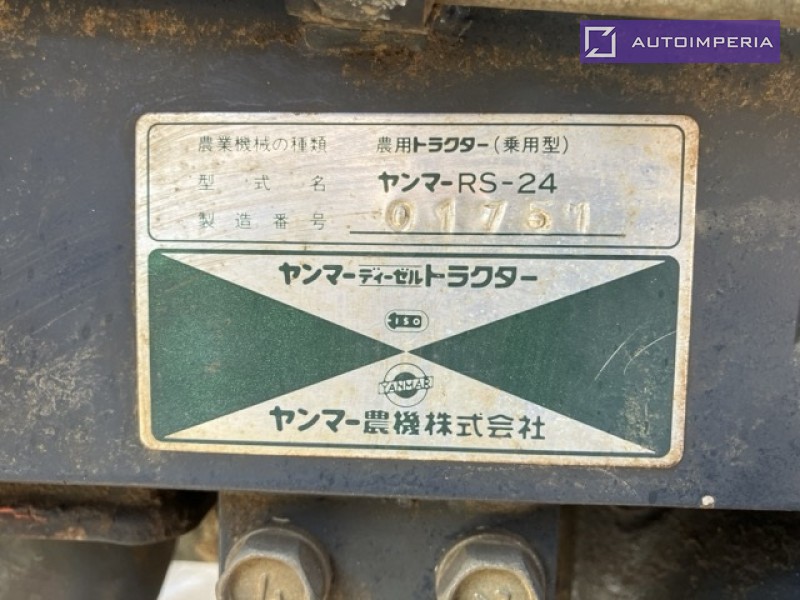 AUTOIMPERIA
農業機械の種類 農用トラクター(乗用型)
型式名 ヤンマーRS-24
製造番号 01751
ヤンマーディーゼルトラクター
ISO
YANMAR
ヤンマー農機株式会社